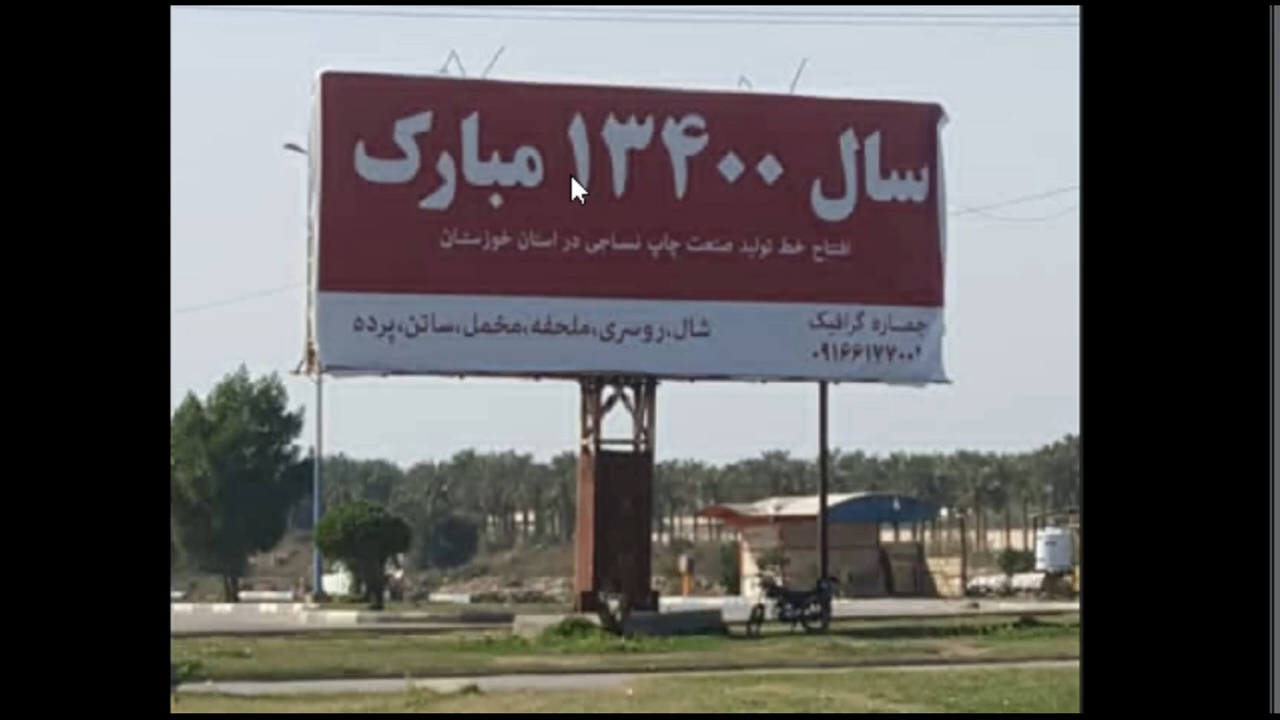 سال ۱۳۴۰۰ مبارک
افتتاح خط تولید صنعت چاپ نساجی در استان خوزستان
شال،روسری،ملحفه،مخمل،ساتن،پرده
جصاره گرافیک
۰۹۱۶۶۱۷۷۰۰۲